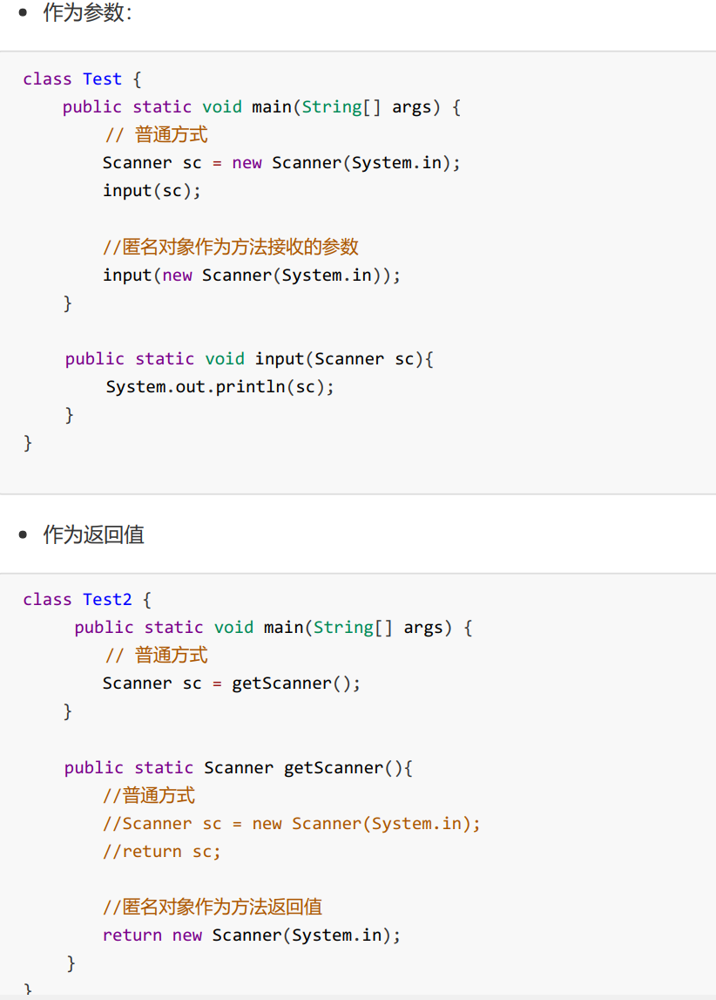 作为参数：
class Test {
    public static void main(String[] args) {
        // 普通方式
        Scanner sc = new Scanner(System.in);
        input(sc);
        //匿名对象作为方法接收的参数
        input(new Scanner(System.in));
    }
    public static void input(Scanner sc){
        System.out.println(sc);
    }
}
作为返回值
class Test2 {
    public static void main(String[] args) {
        // 普通方式
        Scanner sc = getScanner();
    }
    public static Scanner getScanner(){
        //普通方式
        //Scanner sc = new Scanner(System.in);
        //return sc;
        //匿名对象作为方法返回值
        return new Scanner(System.in);
    }
}